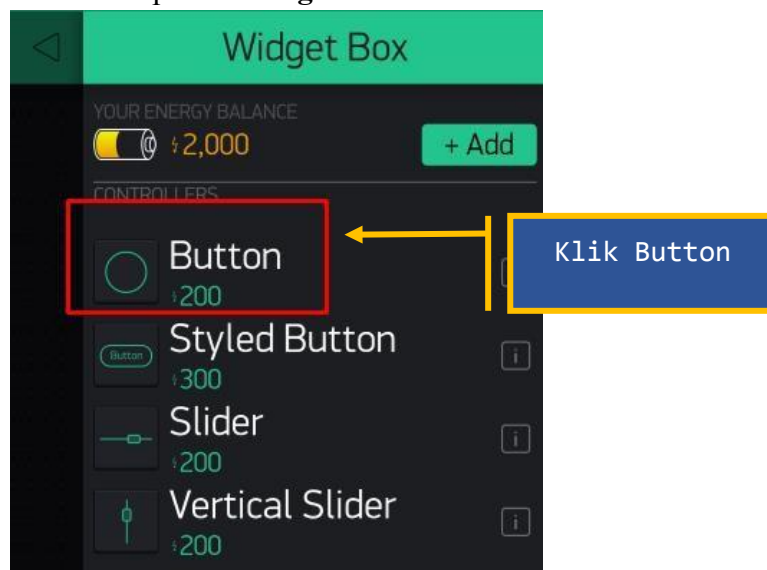 Widget Box
YOUR ENERGY BALANCE
2,000
+ Add
CONTROLLERS
Button
200
Klik Button
Button
Styled Button
300
i
Slider
200
i
Vertical Slider
200
i